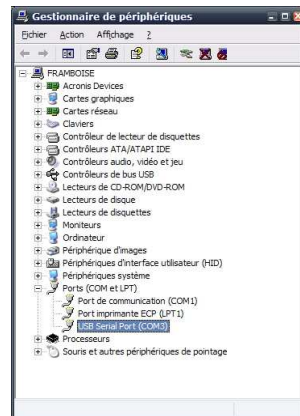 Gestionnaire de périphériques
Fichier Action Affichage ?
FRAMBOISE
Acronis Devices
Cartes graphiques
Cartes réseau
Claviers
Contrôleur de lecteur de disquettes
Contrôleurs ATA/ATAPI IDE
Contrôleurs audio, vidéo et jeu
Contrôleurs de bus USB
Lecteurs de CD-ROM/DVD-ROM
Lecteurs de disque
Lecteurs de disquettes
Moniteurs
Ordinateur
Périphérique d'images
Périphériques d'interface utilisateur (HID)
Périphériques système
Ports (COM et LPT)
Port de communication (COM1)
Port imprimante ECP (LPT1)
USB Serial Port (COM3)
Processeurs
Souris et autres périphériques de pointage